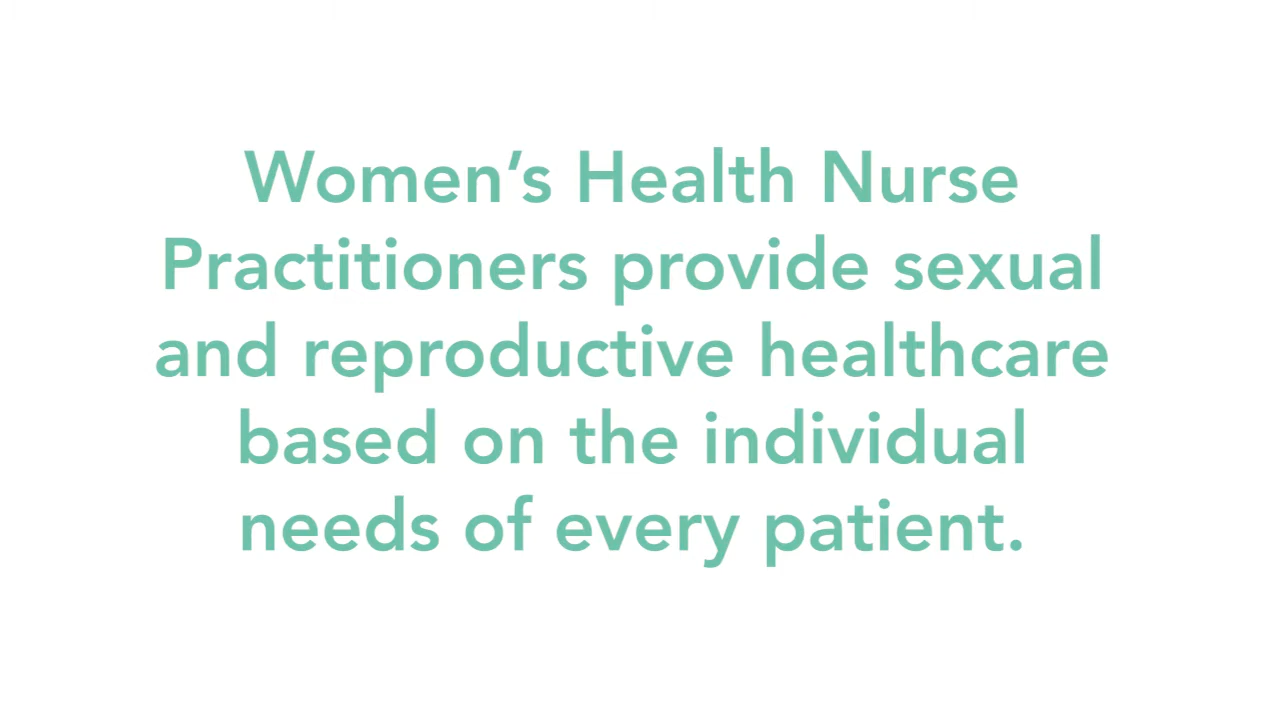 Women’s Health Nurse
Practitioners provide sexual
and reproductive healthcare
based on the individual
needs of every patient.